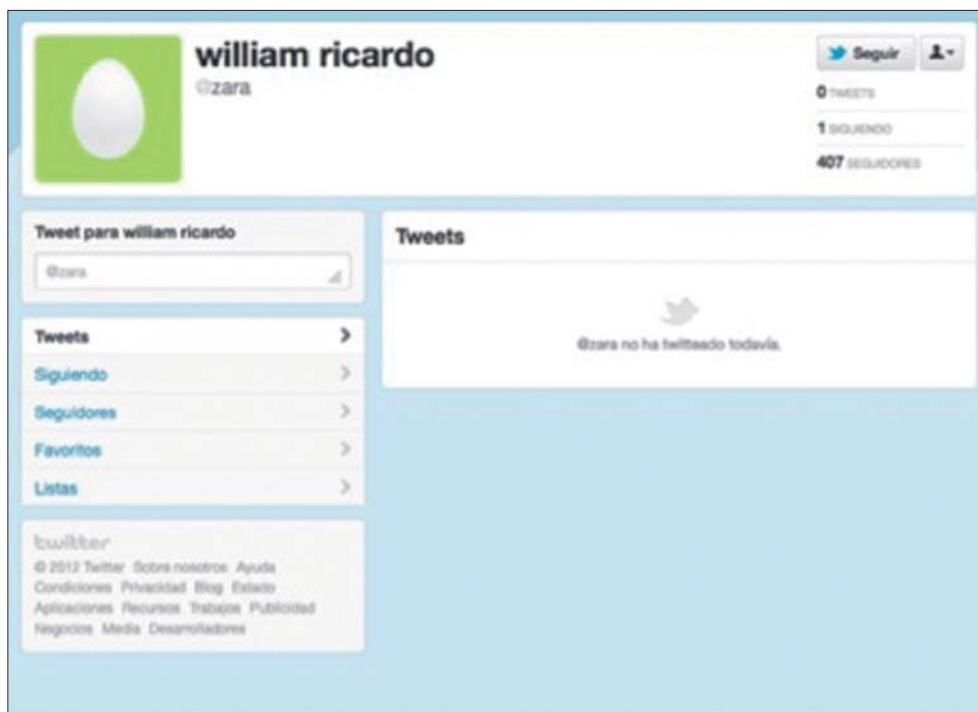 william ricardo
@zara
Seguir
0 TWEETS
1 SIGUIENDO
407 SEGUIDORES
Tweet para william ricardo
@zara
Tweets
Siguiendo
Seguidores
Favoritos
Listas
twitter
© 2012 Twitter Sobre nosotros Ayuda
Condiciones Privacidad Blog Estado
Aplicaciones Recursos Trabajos Publicidad
Negocios Media Desarrolladores
Tweets
@zara no ha twitteado todavía.